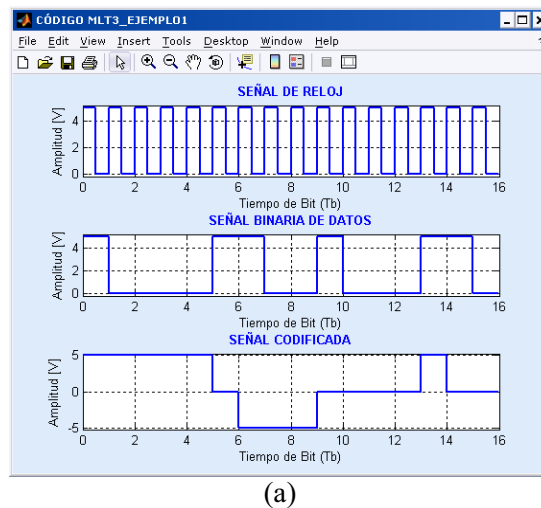 CÓDIGO MLT3_EJEMPLO1
File Edit View Insert Tools Desktop Window Help
SEÑAL DE RELOJ
Amplitud [V]
4
2
0
0 2 4 6 8 10 12 14 16
Tiempo de Bit (Tb)
SEÑAL BINARIA DE DATOS
Amplitud [V]
4
2
0
0 2 4 6 8 10 12 14 16
Tiempo de Bit (Tb)
SEÑAL CODIFICADA
Amplitud [V]
5
0
-5
0 2 4 6 8 10 12 14 16
Tiempo de Bit (Tb)
(a)